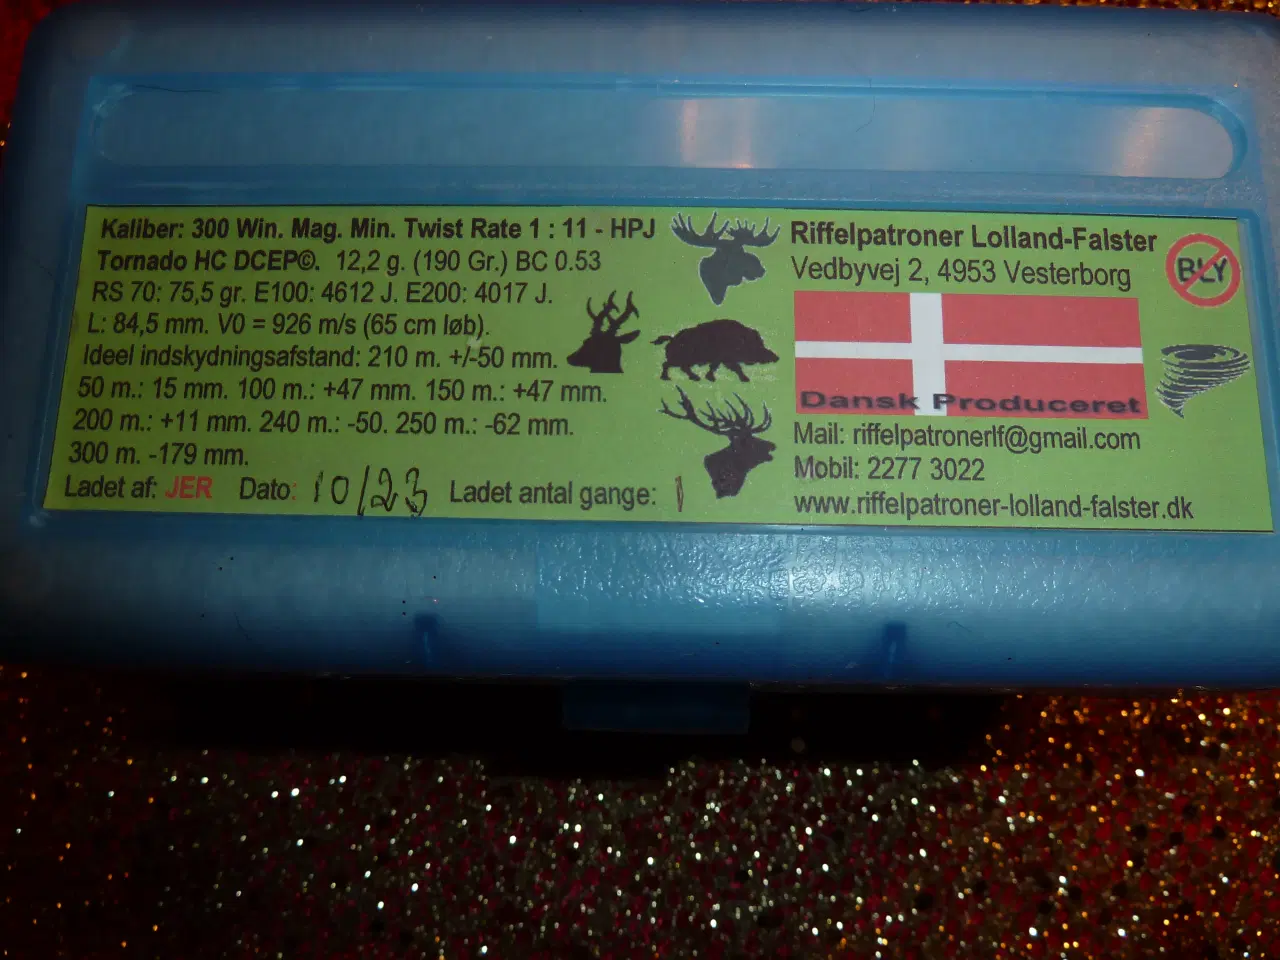 Kaliber: 300 Win. Mag. Min. Twist Rate 1 : 11 - HPJ
Tornado HC DCEP©. 12,2 g. (190 Gr.) BC 0.53
RS 70: 75,5 gr. E100: 4612 J. E200: 4017 J.
L: 84,5 mm. V0 = 926 m/s (65 cm løb).
Ideel indskydningsafstand: 210 m. +/-50 mm.
50 m.: 15 mm. 100 m.: +47 mm. 150 m.: +47 mm.
200 m.: +11 mm. 240 m.: -50. 250 m.: -62 mm.
300 m. -179 mm.
Ladet af: JER Dato: 10/23 Ladet antal gange: 1
Riffelpatroner Lolland-Falster
Vedbyvej 2, 4953 Vesterborg
BLY
Dansk Produceret
Mail: riffelpatronerlf@gmail.com
Mobil: 2277 3022
www.riffelpatroner-lolland-falster.dk